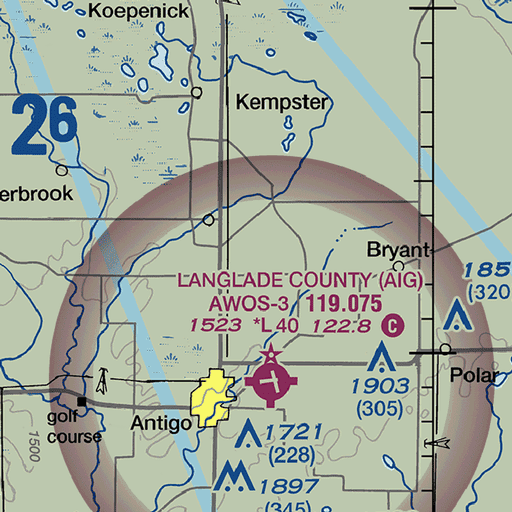 Koepenick
26
Kempster
erbrook
Bryant
LANGLADE COUNTY (AIG)
AWOS-3 119.075
1523 *L 40 122.8 C
185
(320
1903
(305)
Polar
golf
course
Antigo
1500
1721
(228)
1897
(345)